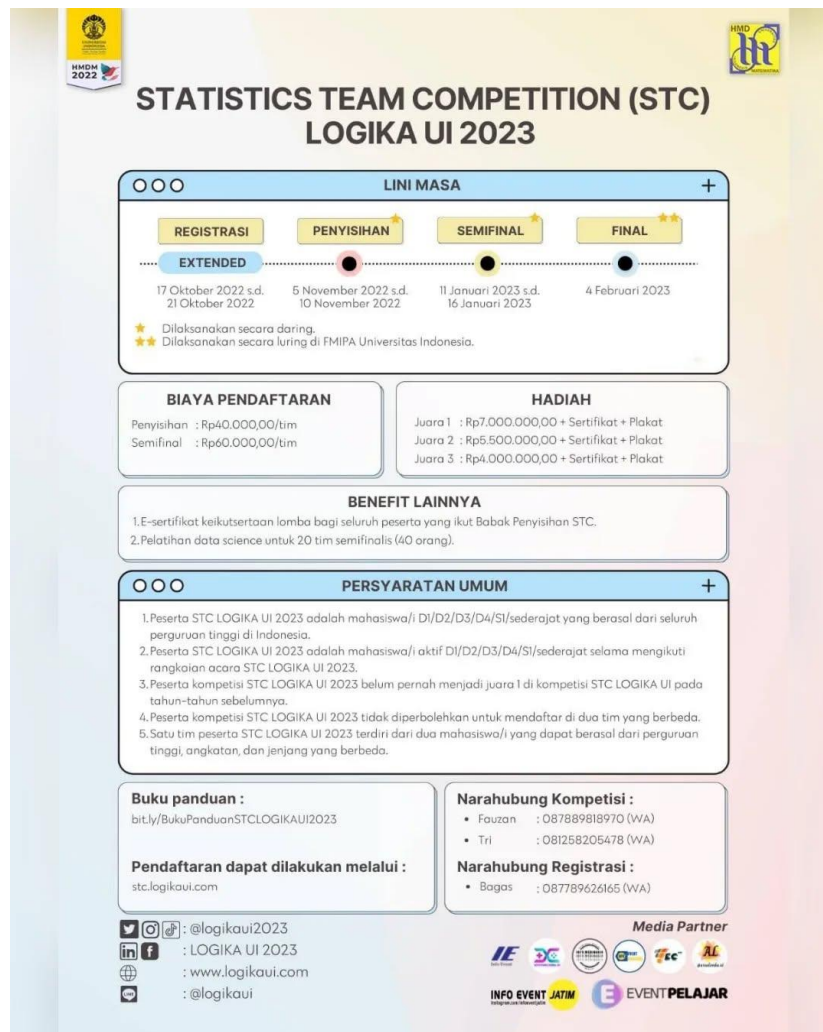 HMDM
2022
HMD
MATEMATIKA
STATISTICS TEAM COMPETITION (STC)
LOGIKA UI 2023
LINI MASA
REGISTRASI
PENYISIHAN
SEMIFINAL
FINAL
EXTENDED
17 Oktober 2022 s.d.
21 Oktober 2022
5 November 2022 s.d.
10 November 2022
11 Januari 2023 s.d.
16 Januari 2023
4 Februari 2023
Dilaksanakan secara daring.
Dilaksanakan secara luring di FMIPA Universitas Indonesia.
BIAYA PENDAFTARAN
Penyisihan : Rp40.000,00/tim
Semifinal : Rp60.000,00/tim
HADIAH
Juara 1 : Rp7.000.000,00 + Sertifikat + Plakat
Juara 2 : Rp5.500.000,00 + Sertifikat + Plakat
Juara 3 : Rp4.000.000,00 + Sertifikat + Plakat
BENEFIT LAINNYA
1.E-sertifikat keikutsertaan lomba bagi seluruh peserta yang ikut Babak Penyisihan STC.
2.Pelatihan data science untuk 20 tim semifinalis (40 orang).
PERSYARATAN UMUM
1.Peserta STC LOGIKA UI 2023 adalah mahasiswa/i D1/D2/D3/D4/S1/sederajat yang berasal dari seluruh
perguruan tinggi di Indonesia.
2.Peserta STC LOGIKA UI 2023 adalah mahasiswa/i aktif D1/D2/D3/D4/S1/sederajat selama mengikuti
rangkaian acara STC LOGIKA UI 2023.
3.Peserta kompetisi STC LOGIKA UI 2023 belum pernah menjadi juara 1 di kompetisi STC LOGIKA UI pada
tahun-tahun sebelumnya.
4.Peserta kompetisi STC LOGIKA UI 2023 tidak diperbolehkan untuk mendaftar di dua tim yang berbeda.
5.Satu tim peserta STC LOGIKA UI 2023 terdiri dari dua mahasiswa/i yang dapat berasal dari perguruan
tinggi, angkatan, dan jenjang yang berbeda.
Buku panduan :
bit.ly/BukuPanduanSTCLOGIKAUI2023
Pendaftaran dapat dilakukan melalui :
stc.logikaui.com
Narahubung Kompetisi :
• Fauzan : 087889818970 (WA)
• Tri : 081258205478 (WA)
Narahubung Registrasi :
• Bagas : 087789626165 (WA)
: @logikaui2023
: LOGIKA UI 2023
: www.logikaui.com
: @logikaui
Media Partner
IE
AL
INFO EVENT JATIM
EVENTPELAJAR